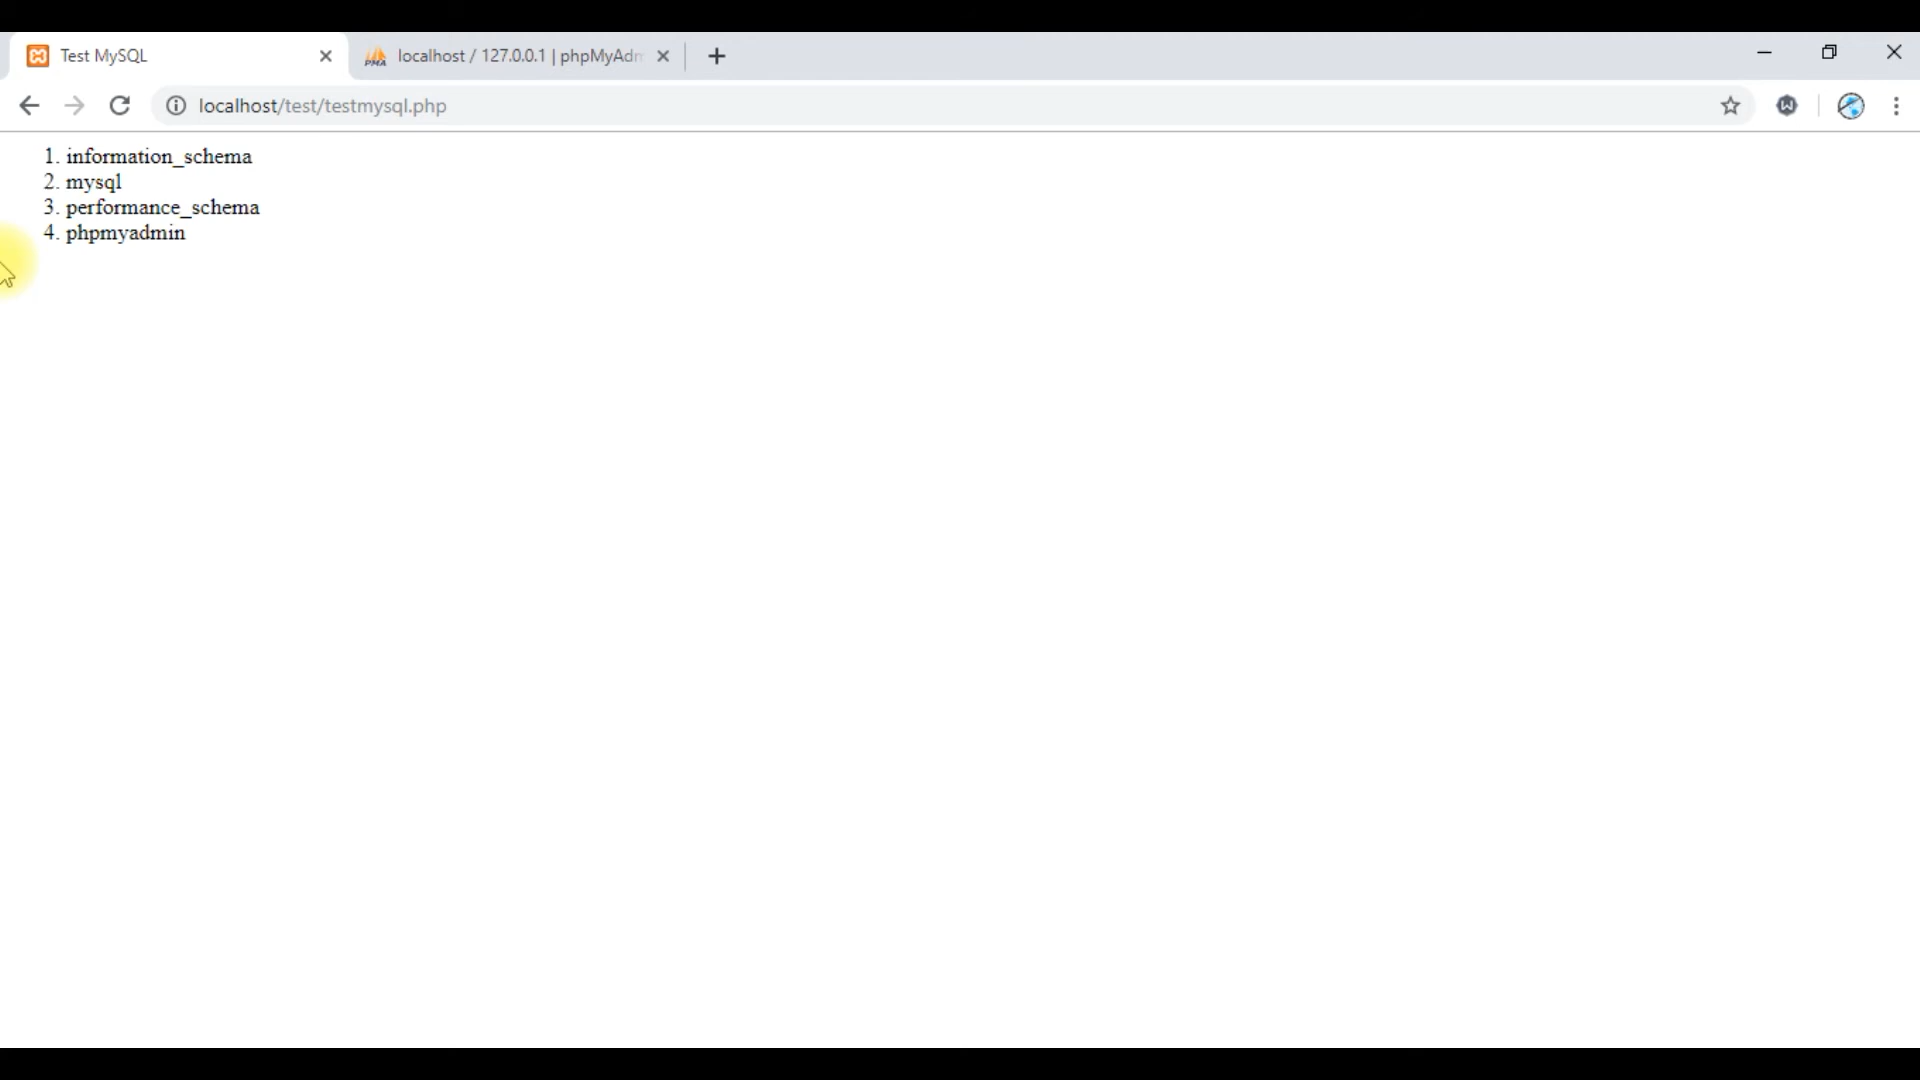 Test MySQL
localhost / 127.0.0.1 | phpMyAdm
localhost/test/testmysql.php
1. information_schema
2. mysql
3. performance_schema
4. phpmyadmin